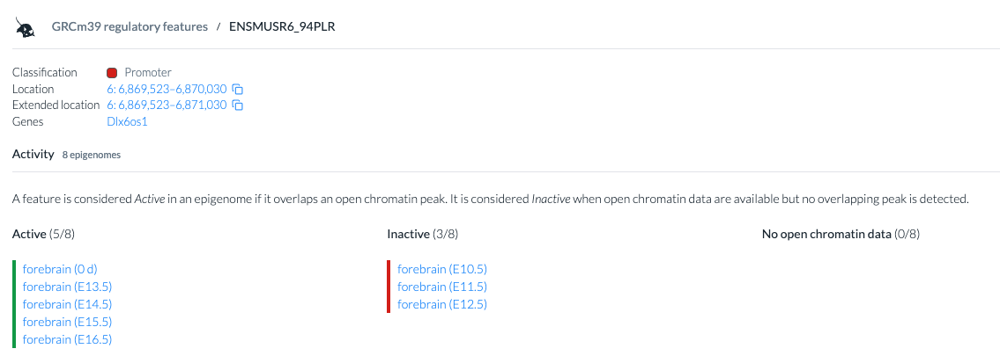 GRCm39 regulatory features / ENSMUSR6_94PLR
Classification Promoter
Location 6: 6,869,523–6,870,030
Extended location 6: 6,869,523–6,871,030
Genes Dlx6os1
Activity 8 epigenomes
A feature is considered Active in an epigenome if it overlaps an open chromatin peak. It is considered Inactive when open chromatin data are available but no overlapping peak is detected.
Active (5/8) Inactive (3/8) No open chromatin data (0/8)
forebrain (0 d) forebrain (E10.5)
forebrain (E13.5) forebrain (E11.5)
forebrain (E14.5) forebrain (E12.5)
forebrain (E15.5)
forebrain (E16.5)